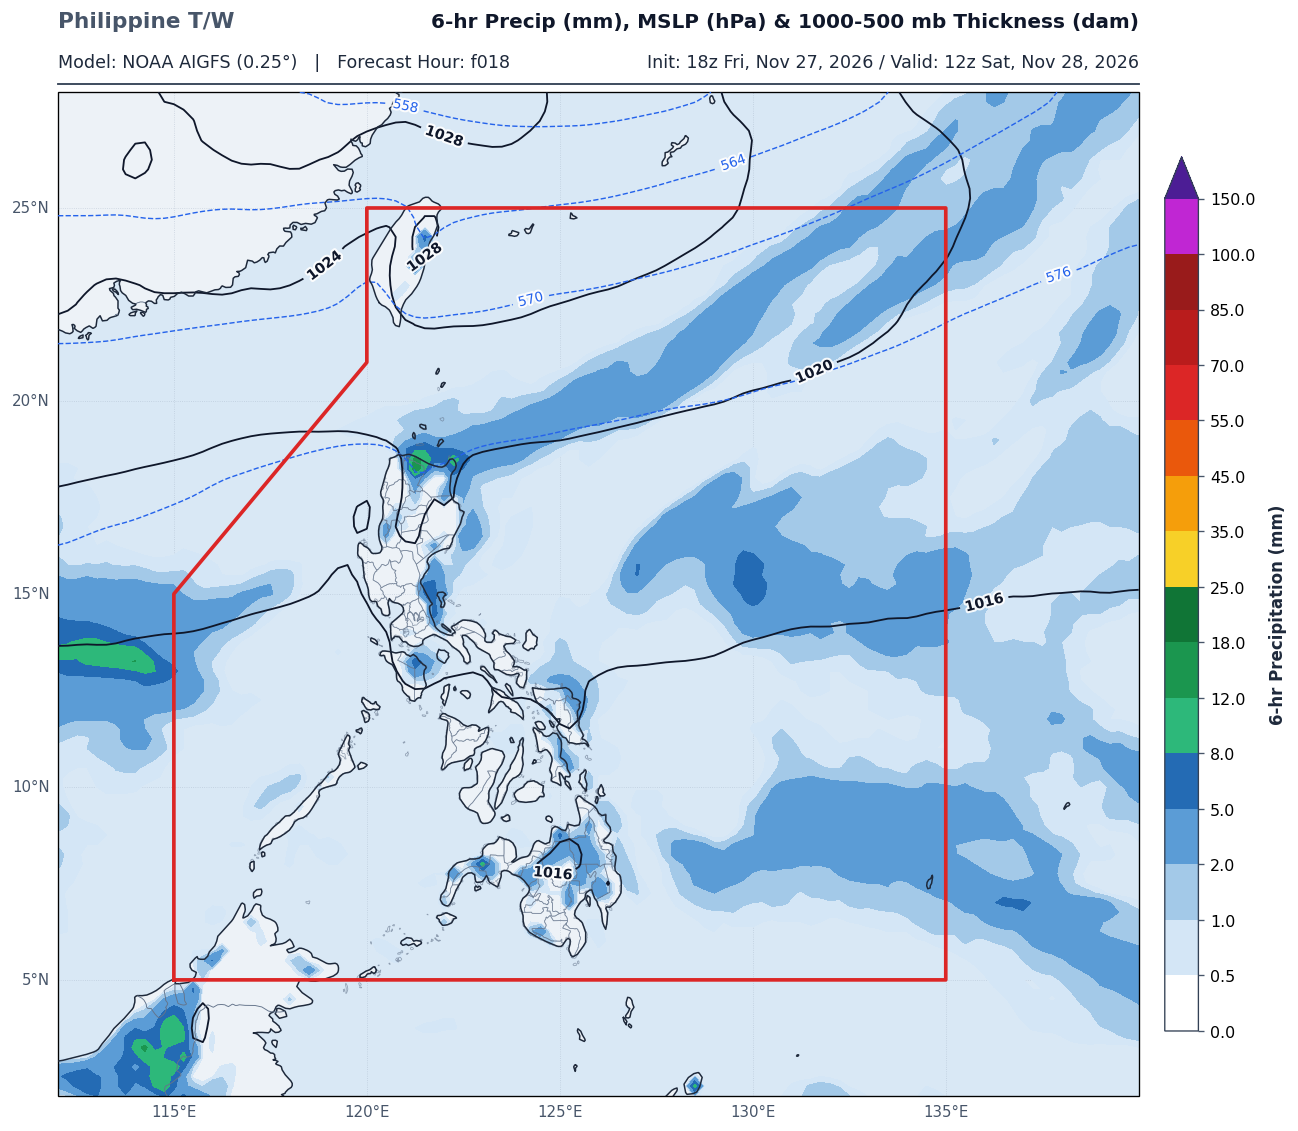 Philippine T/W
6-hr Precip (mm), MSLP (hPa) & 1000-500 mb Thickness (dam)
Model: NOAA AIGFS (0.25°) | Forecast Hour: f018
Init: 18z Fri, Nov 27, 2026 / Valid: 12z Sat, Nov 28, 2026
558
1028
564
25°N
1024
1028
570
576
1020
20°N
15°N
1016
10°N
1016
5°N
115°E
120°E
125°E
130°E
135°E
150.0
100.0
85.0
70.0
55.0
45.0
35.0
25.0
18.0
12.0
8.0
5.0
2.0
1.0
0.5
0.0
6-hr Precipitation (mm)